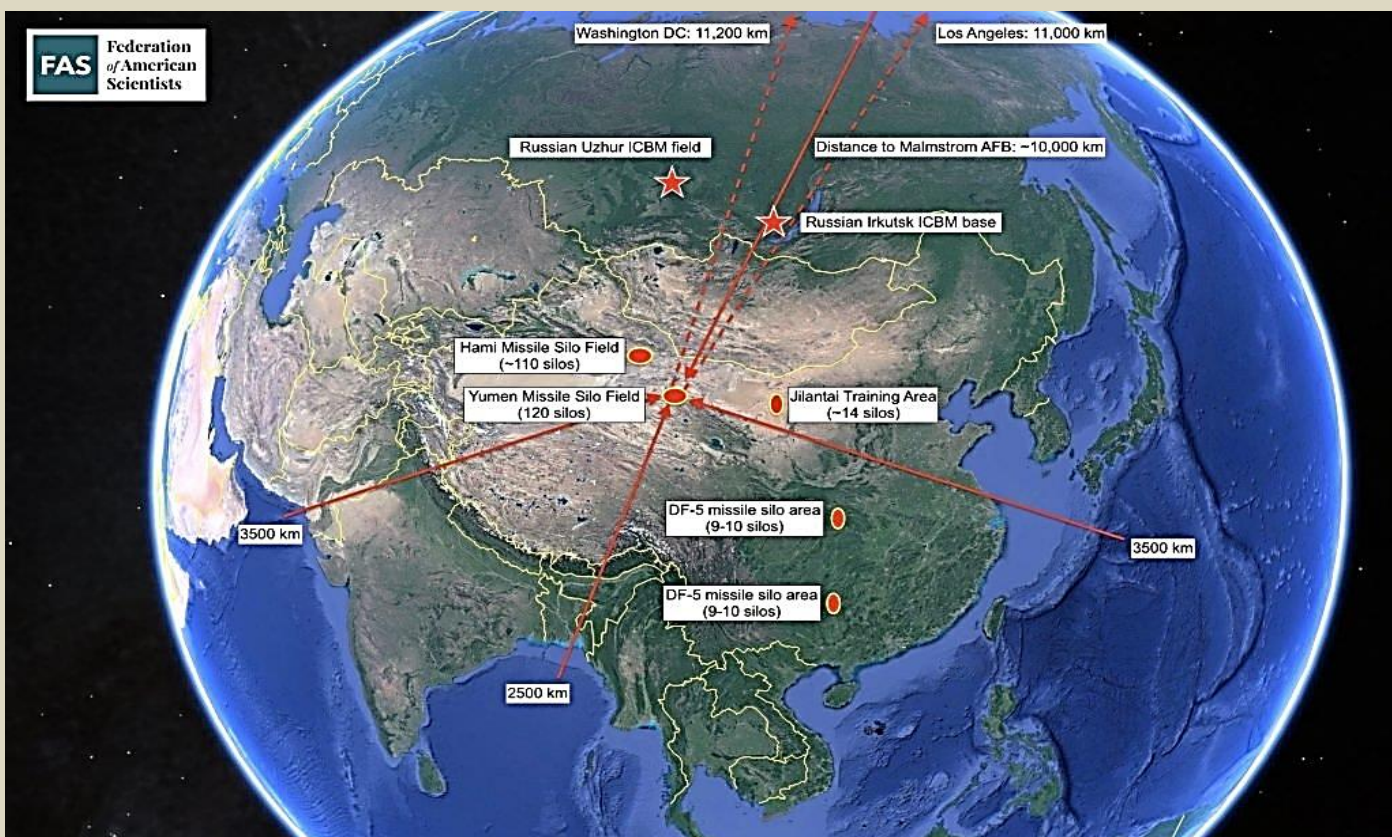 FAS
Federation
of American
Scientists
Washington DC: 11,200 km
Los Angeles: 11,000 km
Russian Uzhur ICBM field
Distance to Malmstrom AFB: ~10,000 km
Russian Irkutsk ICBM base
Hami Missile Silo Field
(~110 silos)
Yumen Missile Silo Field
(120 silos)
Jilantai Training Area
(~14 silos)
DF-5 missile silo area
(9-10 silos)
3500 km
3500 km
DF-5 missile silo area
(9-10 silos)
2500 km